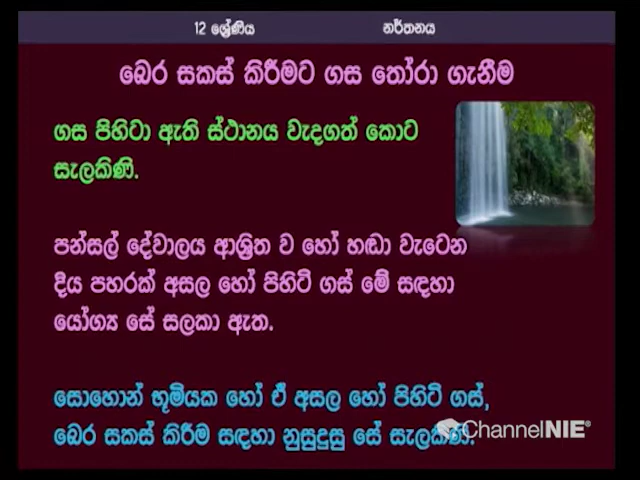 12 ශ්‍රේණිය නර්තනය
බෙර සකස් කිරීමට ගස තෝරා ගැනීම
ගස පිහිටා ඇති ස්ථානය වැදගත් කොට
සැලකිණි.
පන්සල් දේවාලය ආශ්‍රිත ව හෝ හඬා වැටෙන
දිය පහරක් අසල හෝ පිහිටි ගස් මේ සඳහා
යෝග්‍ය සේ සලකා ඇත.
සොහොන් භූමියක හෝ ඒ අසල හෝ පිහිටි ගස්,
බෙර සකස් කිරීම සඳහා නුසුදුසු සේ සැලකිණි.
ChannelNIE®